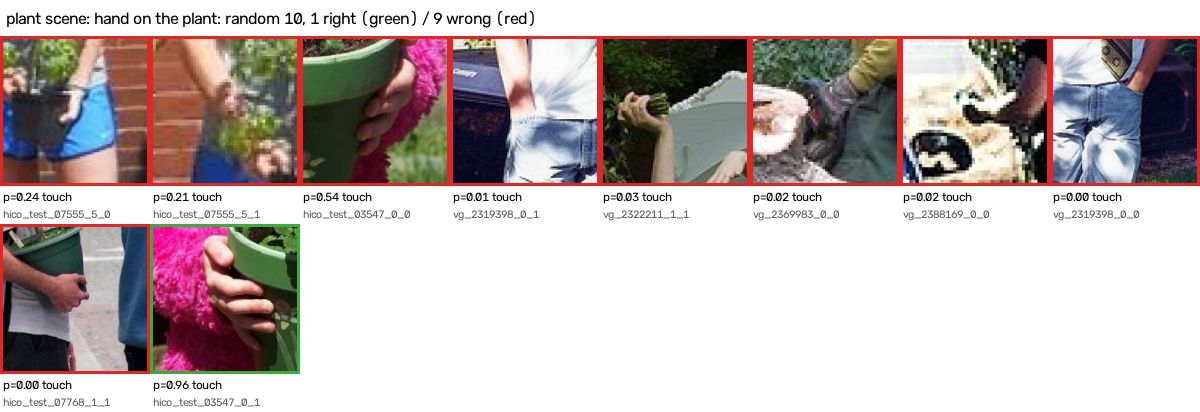 plant scene: hand on the plant: random 10, 1 right (green) / 9 wrong (red)
p=0.24 touch
hico_test_07555_5_0
p=0.21 touch
hico_test_07555_5_1
p=0.54 touch
hico_test_03547_0_0
p=0.01 touch
vg_2319398_0_1
p=0.03 touch
vg_2322211_1_1
p=0.02 touch
vg_2369983_0_0
p=0.02 touch
vg_2388169_0_0
p=0.00 touch
vg_2319398_0_0
p=0.00 touch
hico_test_07768_1_1
p=0.96 touch
hico_test_03547_0_1